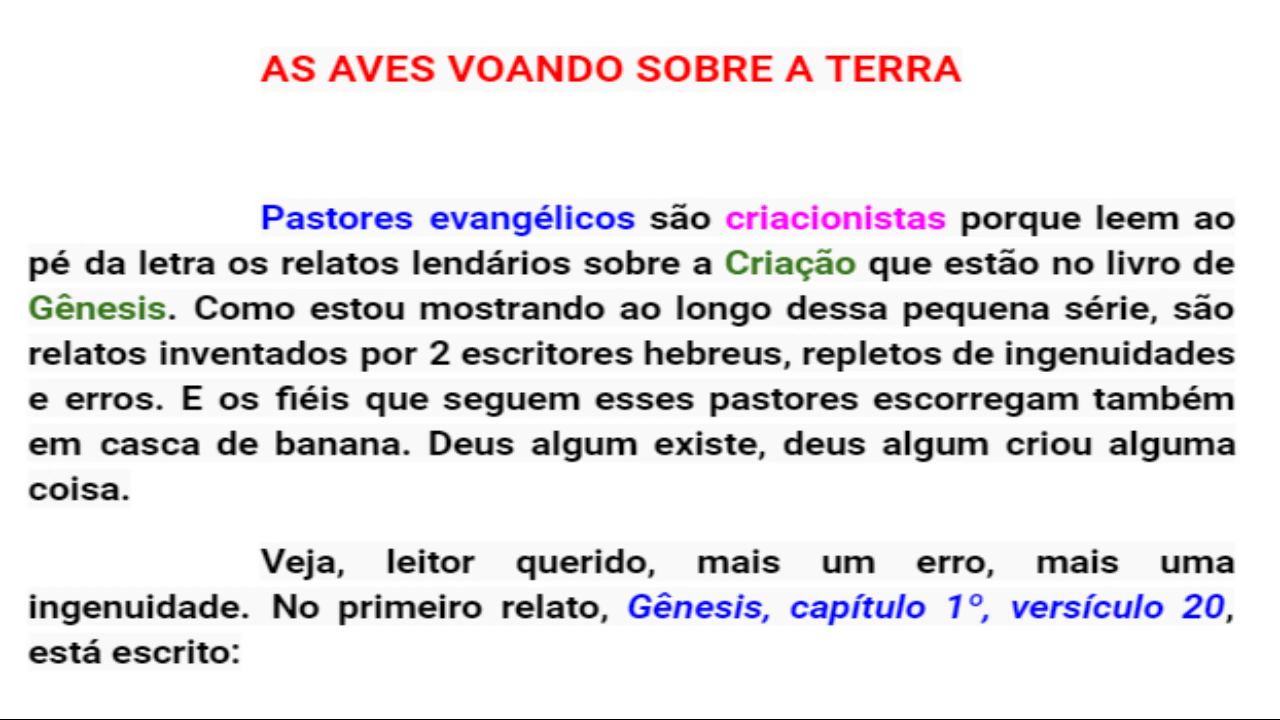 AS AVES VOANDO SOBRE A TERRA
Pastores evangélicos são criacionistas porque leem ao
pé da letra os relatos lendários sobre a Criação que estão no livro de
Gênesis. Como estou mostrando ao longo dessa pequena série, são
relatos inventados por 2 escritores hebreus, repletos de ingenuidades
e erros. E os fiéis que seguem esses pastores escorregam também
em casca de banana. Deus algum existe, deus algum criou alguma
coisa.
Veja, leitor querido, mais um erro, mais uma
ingenuidade. No primeiro relato, Gênesis, capítulo 1º, versículo 20,
está escrito: